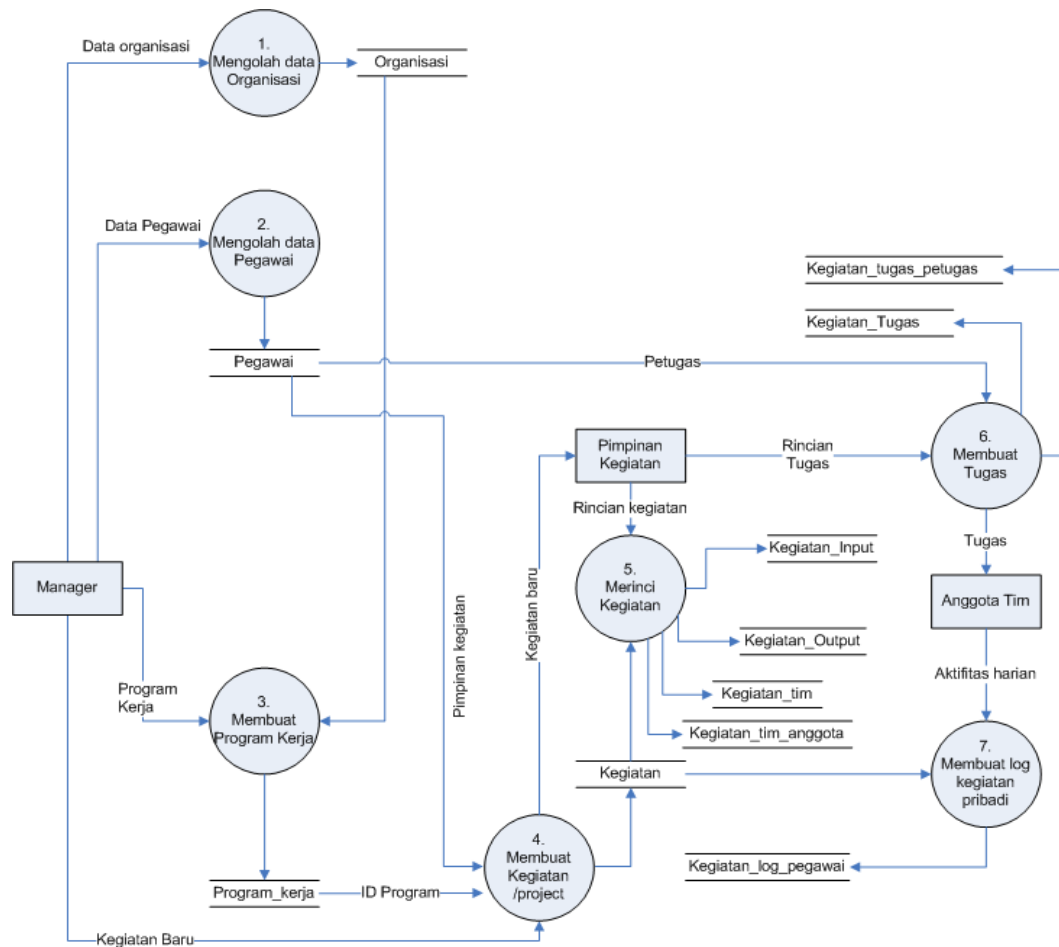 Data organisasi
1.
Mengolah data
Organisasi
Organisasi
Data Pegawai
2.
Mengolah data
Pegawai
Kegiatan_tugas_petugas
Kegiatan_Tugas
Pegawai
Petugas
Pimpinan
Kegiatan
Rincian
Tugas
6.
Membuat
Tugas
Rincian kegiatan
Kegiatan_Input
Tugas
5.
Merinci
Kegiatan
Manager
Anggota Tim
Kegiatan baru
Pimpinan kegiatan
Kegiatan_Output
Aktifitas harian
Program
Kerja
3.
Membuat
Program Kerja
Kegiatan_tim
Kegiatan_tim_anggota
Kegiatan
7.
Membuat log
kegiatan
pribadi
4.
Membuat
Kegiatan
/project
Kegiatan_log_pegawai
Program_kerja
ID Program
Kegiatan Baru